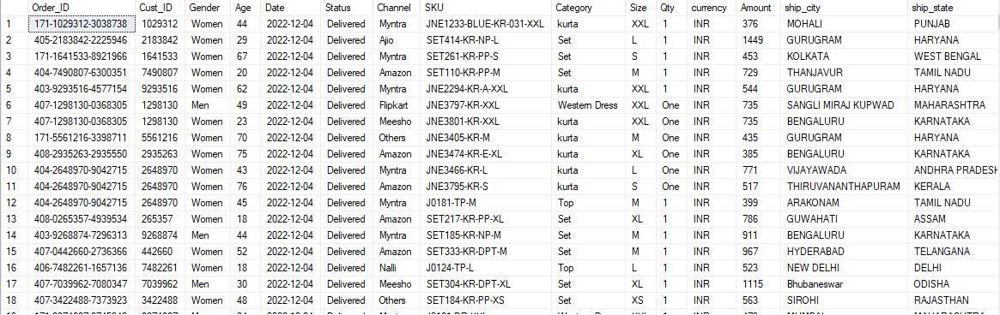 Order_ID Cust_ID Gender Age Date Status Channel SKU Category Size Qty currency Amount ship_city ship_state
1 171-1029312-3038738 1029312 Women 44 2022-12-04 Delivered Myntra JNE1233-BLUE-KR-031-XXL kurta XXL 1 INR 376 MOHALI PUNJAB
2 405-2183842-2225946 2183842 Women 29 2022-12-04 Delivered Ajio SET414-KR-NP-L Set L 1 INR 1449 GURUGRAM HARYANA
3 171-1641533-8921966 1641533 Women 67 2022-12-04 Delivered Myntra SET261-KR-PP-S Set S 1 INR 453 KOLKATA WEST BENGAL
4 404-7490807-6300351 7490807 Women 20 2022-12-04 Delivered Amazon SET110-KR-PP-M Set M 1 INR 729 THANJAVUR TAMIL NADU
5 403-9293516-4577154 9293516 Women 62 2022-12-04 Delivered Myntra JNE2294-KR-A-XXL kurta XXL 1 INR 544 GURUGRAM HARYANA
6 407-1298130-0368305 1298130 Men 49 2022-12-04 Delivered Flipkart JNE3797-KR-XXL Western Dress XXL One INR 735 SANGLI MIRAJ KUPWAD MAHARASHTRA
7 407-1298130-0368305 1298130 Women 23 2022-12-04 Delivered Meesho JNE3801-KR-XXL kurta XXL One INR 735 BENGALURU KARNATAKA
8 171-5561216-3398711 5561216 Women 70 2022-12-04 Delivered Others JNE3405-KR-M kurta M One INR 435 GURUGRAM HARYANA
9 408-2935263-2935550 2935263 Women 75 2022-12-04 Delivered Amazon JNE3474-KR-E-XL kurta XL One INR 385 BENGALURU KARNATAKA
10 404-2648970-9042715 2648970 Women 43 2022-12-04 Delivered Myntra JNE3466-KR-L kurta L One INR 771 VIJAYAWADA ANDHRA PRADESH
11 404-2648970-9042715 2648970 Women 76 2022-12-04 Delivered Amazon JNE3795-KR-S kurta S One INR 517 THIRUVANANTHAPURAM KERALA
12 404-2648970-9042715 2648970 Women 45 2022-12-04 Delivered Myntra J0181-TP-M Top M 1 INR 399 ARAKONAM TAMIL NADU
13 408-0265357-4939534 265357 Women 18 2022-12-04 Delivered Amazon SET217-KR-PP-XL Set XL 1 INR 786 GUWAHATI ASSAM
14 403-9268874-7296313 9268874 Men 44 2022-12-04 Delivered Myntra SET185-KR-NP-M Set M 1 INR 911 BENGALURU KARNATAKA
15 407-0442660-2736366 442660 Women 52 2022-12-04 Delivered Amazon SET333-KR-DPT-M Set M 1 INR 967 HYDERABAD TELANGANA
16 406-7482261-1657136 7482261 Women 18 2022-12-04 Delivered Nalli J0124-TP-L Top L 1 INR 523 NEW DELHI DELHI
17 407-7039962-7080347 7039962 Men 30 2022-12-04 Delivered Meesho SET304-KR-DPT-XL Set XL 1 INR 1115 Bhubaneswar ODISHA
18 407-3422488-7373923 3422488 Women 48 2022-12-04 Delivered Others SET184-KR-PP-XS Set XS 1 INR 563 SIROHI RAJASTHAN